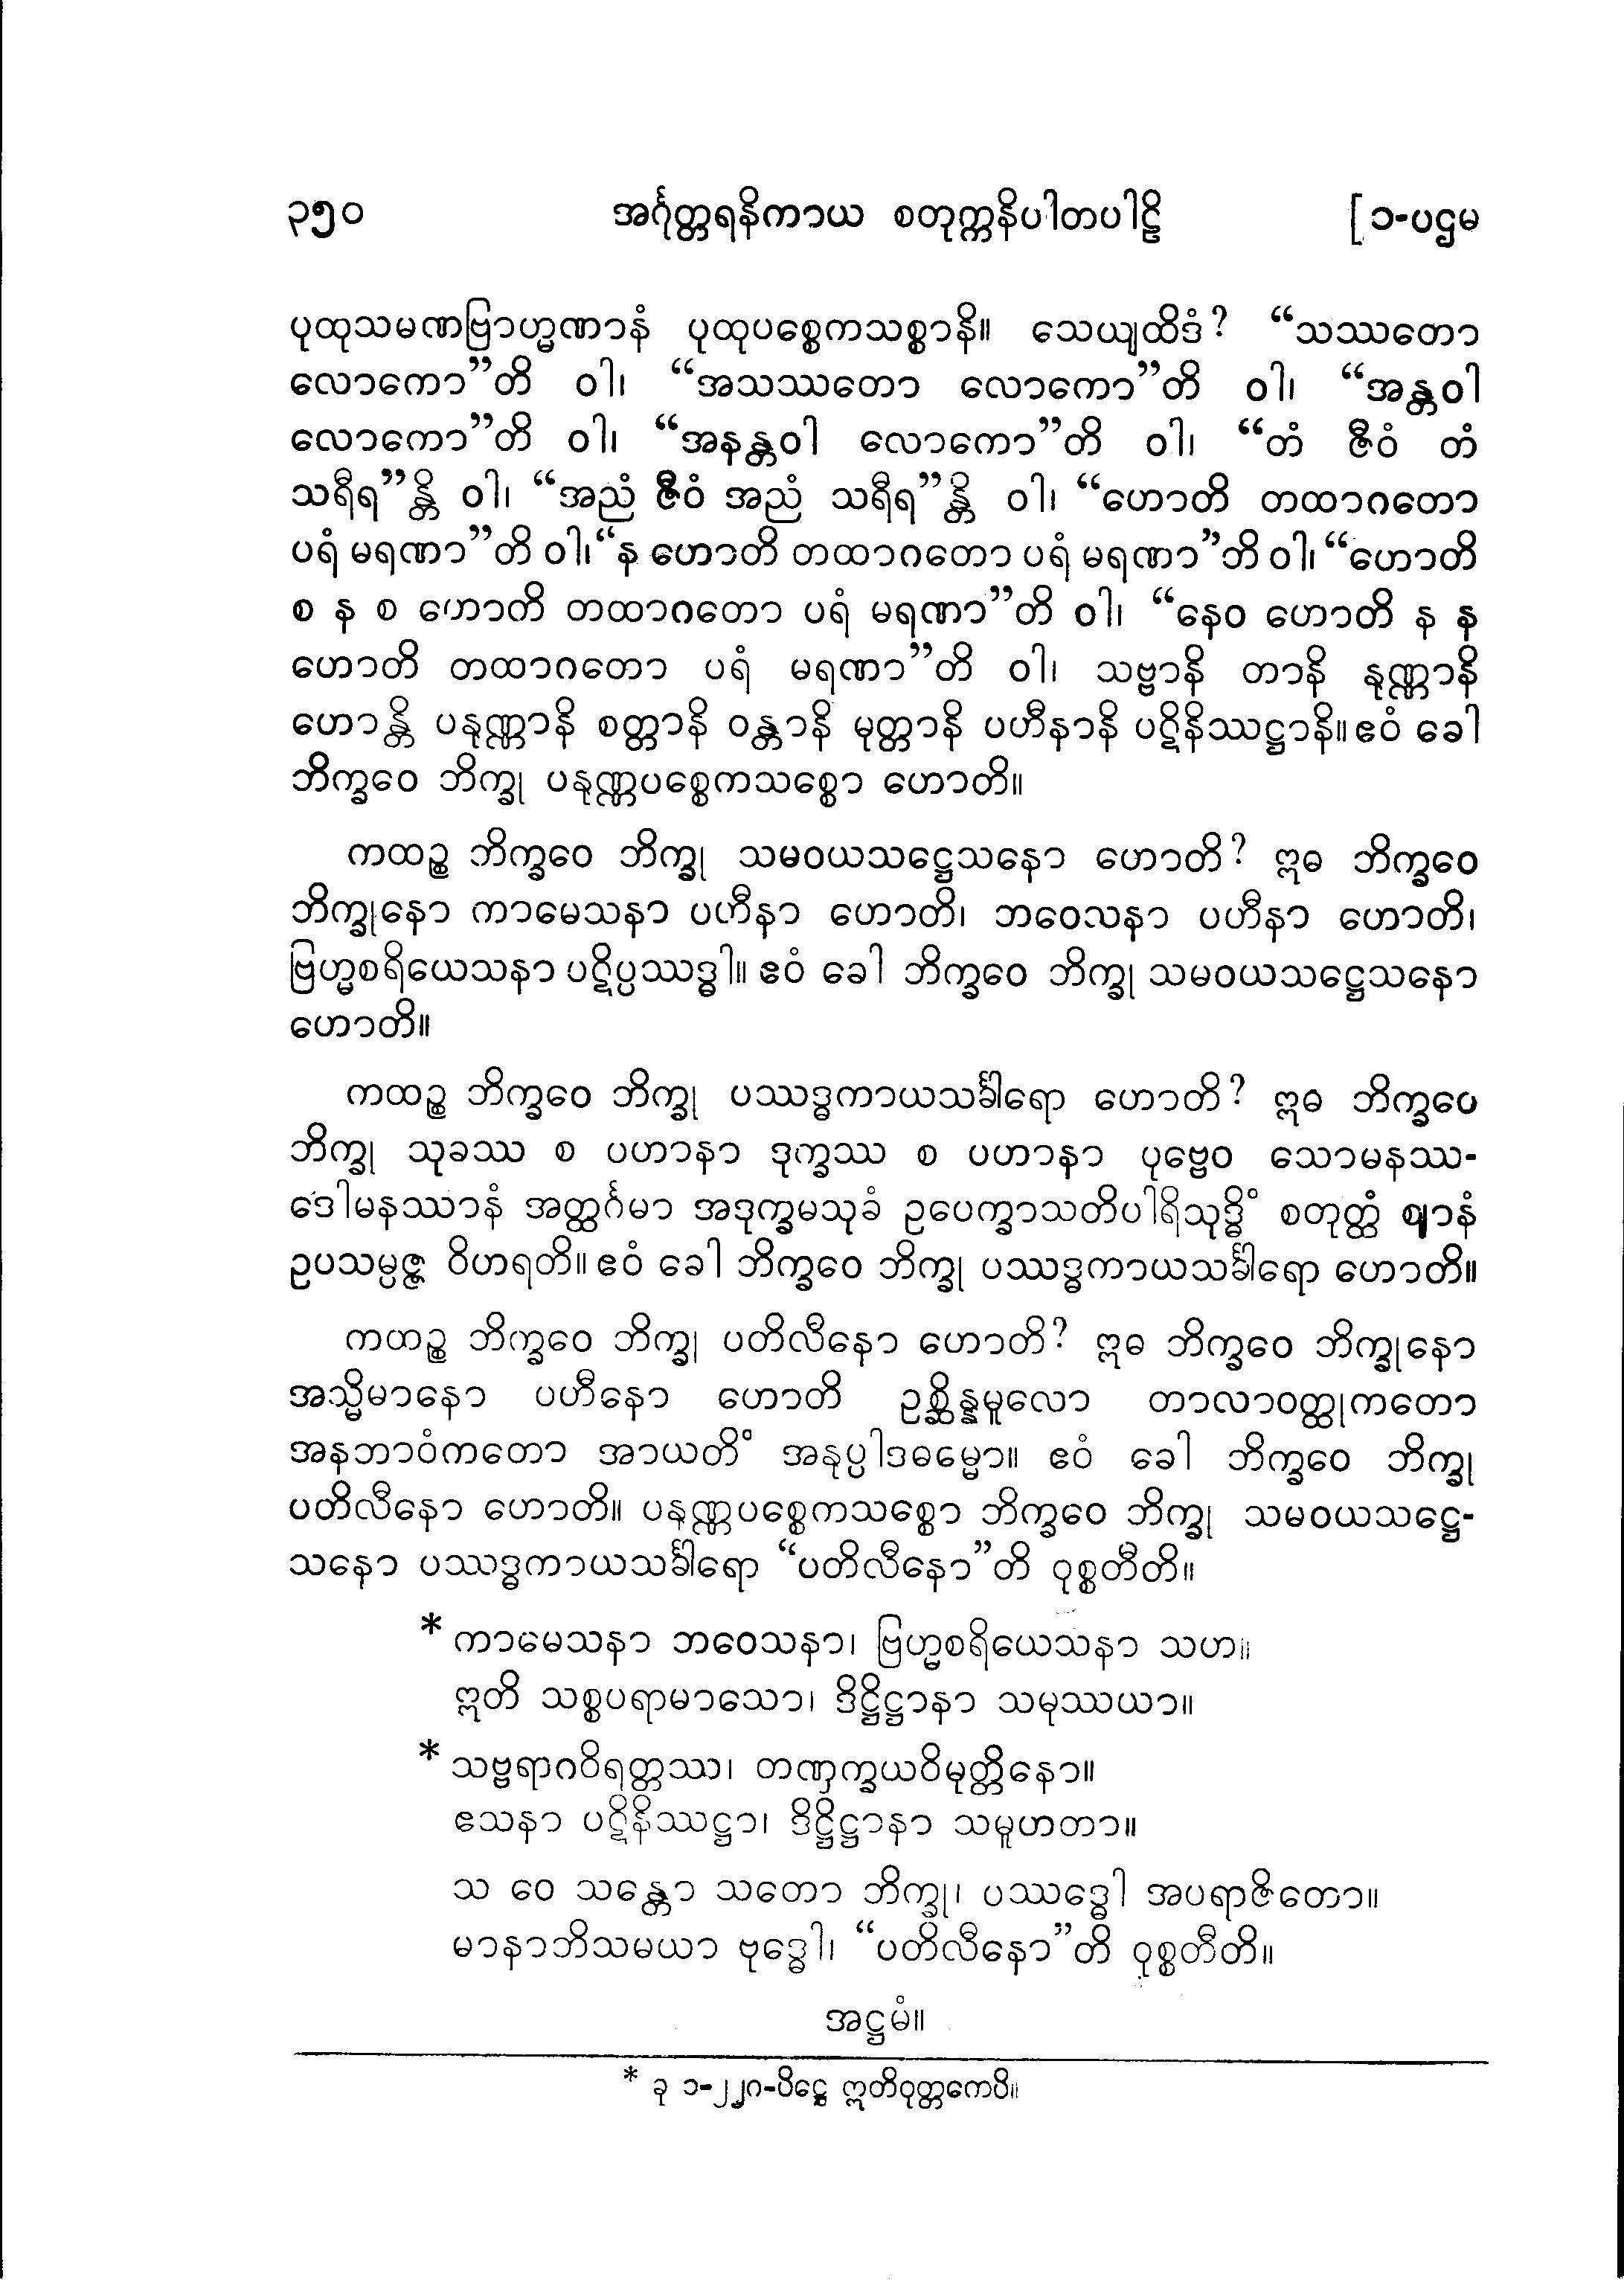 ၃၅၀ အင်္ဂုတ္တရနိကာယ စတုက္ကနိပါတပါဠိ [ ၁-ပဌမ
ပုထုသမဏဗြာဟ္မဏာနံ ပုထုပစ္စေကသစ္စာနိ။ သေယျထိဒံ? “သဿတော
လောကော”တိ ဝါ၊ “အသဿတော လောကော”တိ ဝါ၊ “အန္တဝါ
လောကော”တိ ဝါ၊ “အနန္တဝါ လောကော”တိ ဝါ၊ “တံ ဇီဝံ တံ
သရီရ”န္တိ ဝါ၊ “အညံ ဇီဝံ အညံ သရီရ”န္တိ ဝါ၊ “ဟောတိ တထာဂတော
ပရံ မရဏာ”တိ ဝါ၊ “န ဟောတိ တထာဂတော ပရံ မရဏာ”တိ ဝါ၊ “ဟောတိ
စ န စ ဟောတိ တထာဂတော ပရံ မရဏာ”တိ ဝါ၊ “နေဝ ဟောတိ န န
ဟောတိ တထာဂတော ပရံ မရဏာ”တိ ဝါ၊ သဗ္ဗာနိ တာနိ နုဏ္ဏာနိ
ဟောန္တိ ပနုဏ္ဏာနိ စတ္တာနိ ဝန္တာနိ မုတ္တာနိ ပဟီနာနိ ပဋိနိဿဋ္ဌာနိ။ ဧဝံ ခေါ
ဘိက္ခဝေ ဘိက္ခု ပနုဏ္ဏပစ္စေကသစ္စော ဟောတိ။
ကထဉ္စ ဘိက္ခဝေ ဘိက္ခု သမဝယသဋ္ဌေသနော ဟောတိ? ဣဓ ဘိက္ခဝေ
ဘိက္ခုနော ကာမေသနာ ပဟီနာ ဟောတိ၊ ဘဝေသနာ ပဟီနာ ဟောတိ၊
ဗြဟ္မစရိယေသနာ ပဋိပ္ပဿဒ္ဓါ။ ဧဝံ ခေါ ဘိက္ခဝေ ဘိက္ခု သမဝယသဋ္ဌေသနော
ဟောတိ။
ကထဉ္စ ဘိက္ခဝေ ဘိက္ခု ပဿဒ္ဓကာယသင်္ခါရော ဟောတိ? ဣဓ ဘိက္ခဝေ
ဘိက္ခု သုခဿ စ ပဟာနာ ဒုက္ခဿ စ ပဟာနာ ပုဗ္ဗေဝ သောမနဿ-
ဒေါမနဿာနံ အတ္ထင်္ဂမာ အဒုက္ခမသုခံ ဥပေက္ခာသတိပါရိသုဒ္ဓိံ စတုတ္ထံ ဈာနံ
ဥပသမ္ပဇ္ဇ ဝိဟရတိ။ ဧဝံ ခေါ ဘိက္ခဝေ ဘိက္ခု ပဿဒ္ဓကာယသင်္ခါရော ဟောတိ။
ကထဉ္စ ဘိက္ခဝေ ဘိက္ခု ပတိလီနော ဟောတိ? ဣဓ ဘိက္ခဝေ ဘိက္ခုနော
အသ္မိမာနော ပဟီနော ဟောတိ ဥစ္ဆိန္နမူလော တာလာဝတ္ထုကတော
အနဘာဝံကတော အာယတိံ အနုပ္ပါဒဓမ္မော။ ဧဝံ ခေါ ဘိက္ခဝေ ဘိက္ခု
ပတိလီနော ဟောတိ။ ပနုဏ္ဏပစ္စေကသစ္စော ဘိက္ခဝေ ဘိက္ခု သမဝယသဋ္ဌေ-
သနော ပဿဒ္ဓကာယသင်္ခါရော “ပတိလီနော”တိ ဝုစ္စတီတိ။
* ကာမေသနာ ဘဝေသနာ၊ ဗြဟ္မစရိယေသနာ သဟ။
ဣတိ သစ္စပရာမာသော၊ ဒိဋ္ဌိဋ္ဌာနာ သမုဿယာ။
* သဗ္ဗရာဂဝိရတ္တဿ၊ တဏှက္ခယဝိမုတ္တိနော။
ဧသနာ ပဋိနိဿဋ္ဌာ၊ ဒိဋ္ဌိဋ္ဌာနာ သမူဟတာ။
သ ဝေ သန္တော သတော ဘိက္ခု၊ ပဿဒ္ဓေါ အပရာဇိတော။
မာနာဘိသမယာ ဗုဒ္ဓေါ၊ “ပတိလီနော”တိ ဝုစ္စတီတိ။
အဋ္ဌမံ။
* ခု ၁-၂၂၁-ပိဋ္ဌေ ဣတိဝုတ္တကေပိ။